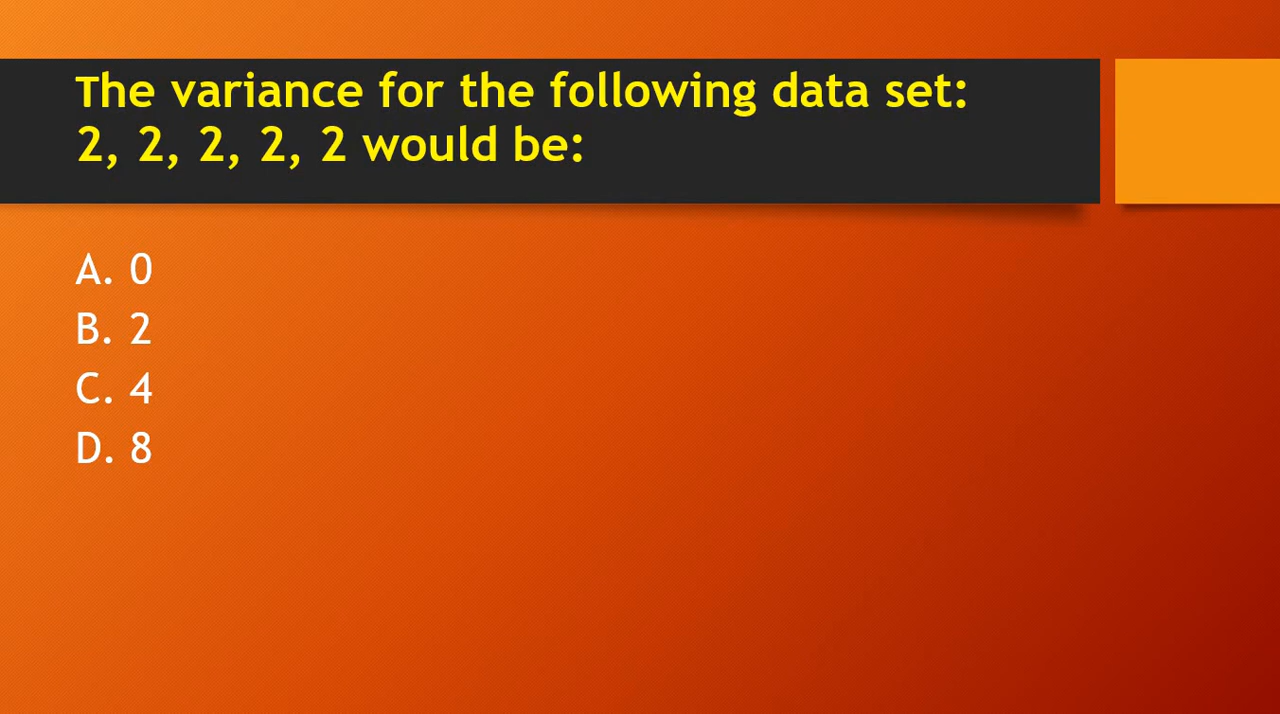 The variance for the following data set:
2, 2, 2, 2, 2 would be:
A. 0
B. 2
C. 4
D. 8